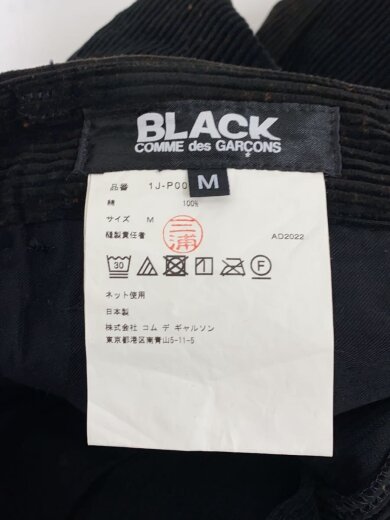 BLACK
COMME des GARÇONS
M
品番 1J-P00
綿 100%
サイズ M
縫製責任者 三浦 AD2022
30 F
ネット使用
日本製
株式会社 コム デ ギャルソン
東京都港区南青山5-11-5